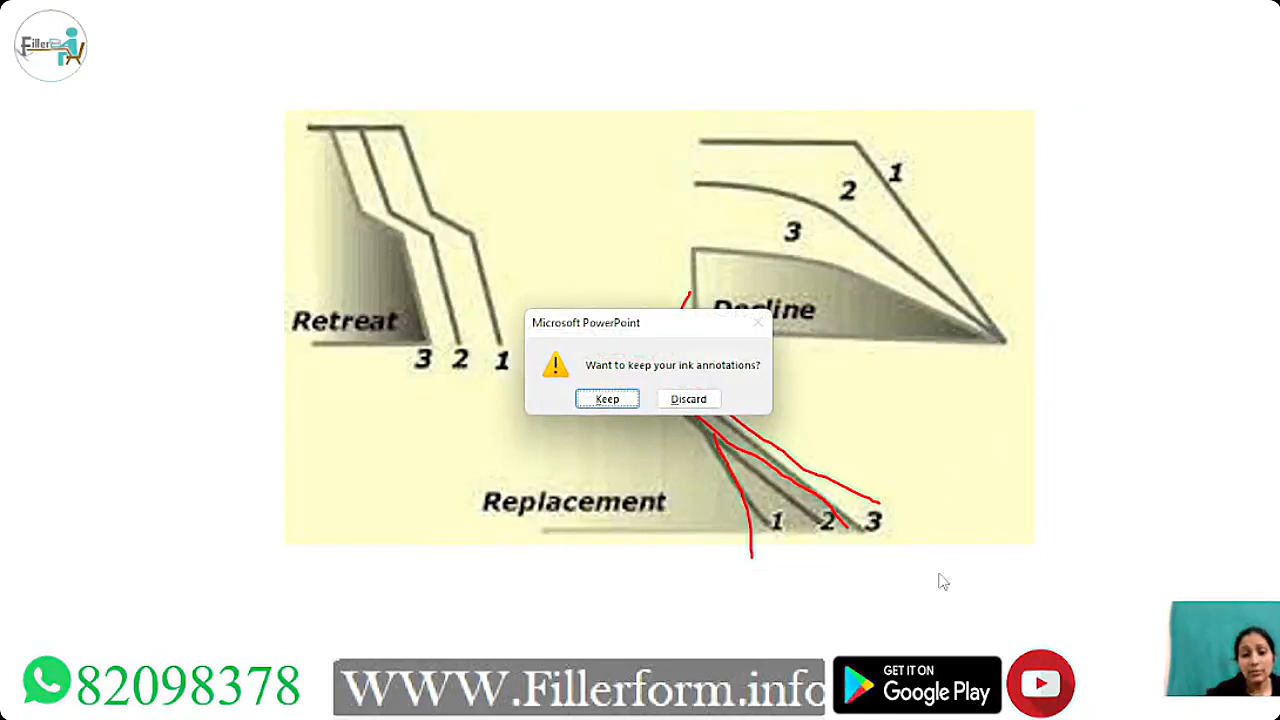 Filler
1
2
3
Decline
Retreat
3 2 1
Microsoft PowerPoint
Want to keep your ink annotations?
Keep
Discard
Replacement
1 2 3
82098378
WWW.Fillerform.info
GET IT ON
Google Play